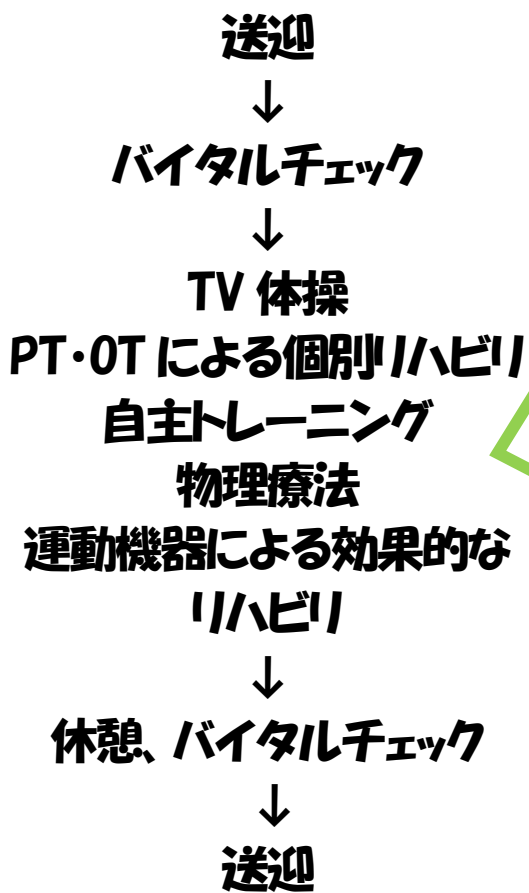 送迎
↓
バイタルチェック
↓
TV 体操
PT・OT による個別リハビリ
自主トレーニング
物理療法
運動機器による効果的な
リハビリ
↓
休憩、バイタルチェック
↓
送迎